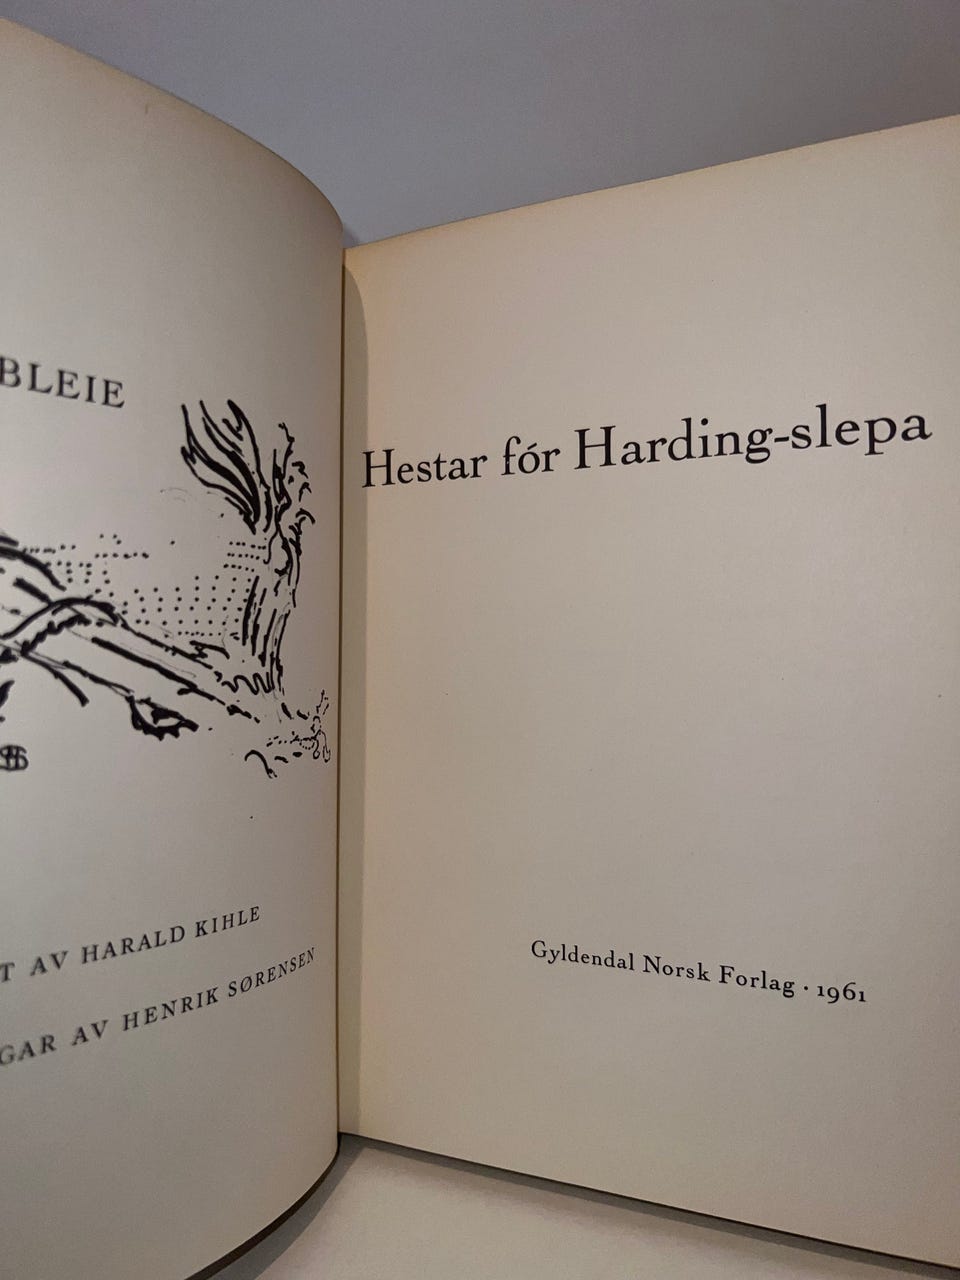 BLEIE
T AV HARALD KIHLE
GAR AV HENRIK SØRENSEN
Hestar fór Harding-slepa
Gyldendal Norsk Forlag · 1961